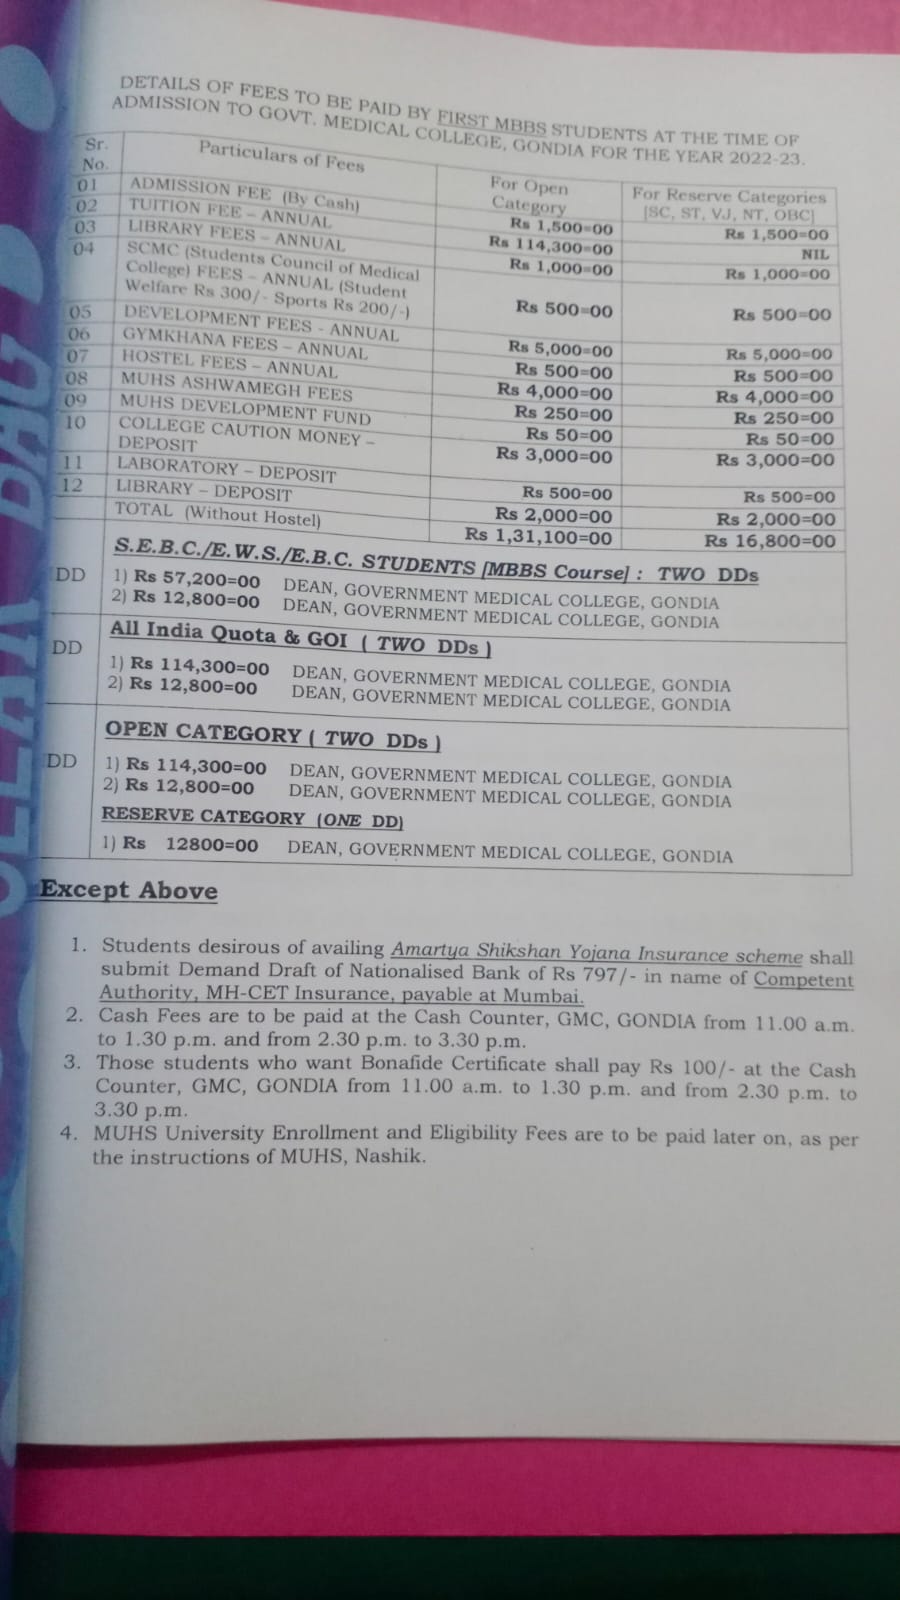 DETAILS OF FEES TO BE PAID BY FIRST MBBS STUDENTS AT THE TIME OF
ADMISSION TO GOVT. MEDICAL COLLEGE, GONDIA FOR THE YEAR 2022-23.
Sr. No. Particulars of Fees For Open Category For Reserve Categories [SC, ST, VJ, NT, OBC]
01 ADMISSION FEE (By Cash) Rs 1,500=00 Rs 1,500=00
02 TUITION FEE – ANNUAL Rs 114,300=00 NIL
03 LIBRARY FEES – ANNUAL Rs 1,000=00 Rs 1,000=00
04 SCMC (Students Council of Medical
College) FEES – ANNUAL (Student
Welfare Rs 300/- Sports Rs 200/-) Rs 500=00 Rs 500=00
05 DEVELOPMENT FEES - ANNUAL Rs 5,000=00 Rs 5,000=00
06 GYMKHANA FEES – ANNUAL Rs 500=00 Rs 500=00
07 HOSTEL FEES – ANNUAL Rs 4,000=00 Rs 4,000=00
08 MUHS ASHWAMEGH FEES Rs 250=00 Rs 250=00
09 MUHS DEVELOPMENT FUND Rs 50=00 Rs 50=00
10 COLLEGE CAUTION MONEY –
DEPOSIT Rs 3,000=00 Rs 3,000=00
11 LABORATORY – DEPOSIT Rs 500=00 Rs 500=00
12 LIBRARY – DEPOSIT Rs 2,000=00 Rs 2,000=00
TOTAL (Without Hostel) Rs 1,31,100=00 Rs 16,800=00
S.E.B.C./E.W.S./E.B.C. STUDENTS [MBBS Course] : TWO DDs
DD 1) Rs 57,200=00 DEAN, GOVERNMENT MEDICAL COLLEGE, GONDIA
2) Rs 12,800=00 DEAN, GOVERNMENT MEDICAL COLLEGE, GONDIA
All India Quota & GOI ( TWO DDs )
DD 1) Rs 114,300=00 DEAN, GOVERNMENT MEDICAL COLLEGE, GONDIA
2) Rs 12,800=00 DEAN, GOVERNMENT MEDICAL COLLEGE, GONDIA
OPEN CATEGORY ( TWO DDs )
DD 1) Rs 114,300=00 DEAN, GOVERNMENT MEDICAL COLLEGE, GONDIA
2) Rs 12,800=00 DEAN, GOVERNMENT MEDICAL COLLEGE, GONDIA
RESERVE CATEGORY (ONE DD)
1) Rs 12800=00 DEAN, GOVERNMENT MEDICAL COLLEGE, GONDIA
Except Above
1. Students desirous of availing Amartya Shikshan Yojana Insurance scheme shall
submit Demand Draft of Nationalised Bank of Rs 797/- in name of Competent
Authority, MH-CET Insurance, payable at Mumbai.
2. Cash Fees are to be paid at the Cash Counter, GMC, GONDIA from 11.00 a.m.
to 1.30 p.m. and from 2.30 p.m. to 3.30 p.m.
3. Those students who want Bonafide Certificate shall pay Rs 100/- at the Cash
Counter, GMC, GONDIA from 11.00 a.m. to 1.30 p.m. and from 2.30 p.m. to
3.30 p.m.
4. MUHS University Enrollment and Eligibility Fees are to be paid later on, as per
the instructions of MUHS, Nashik.